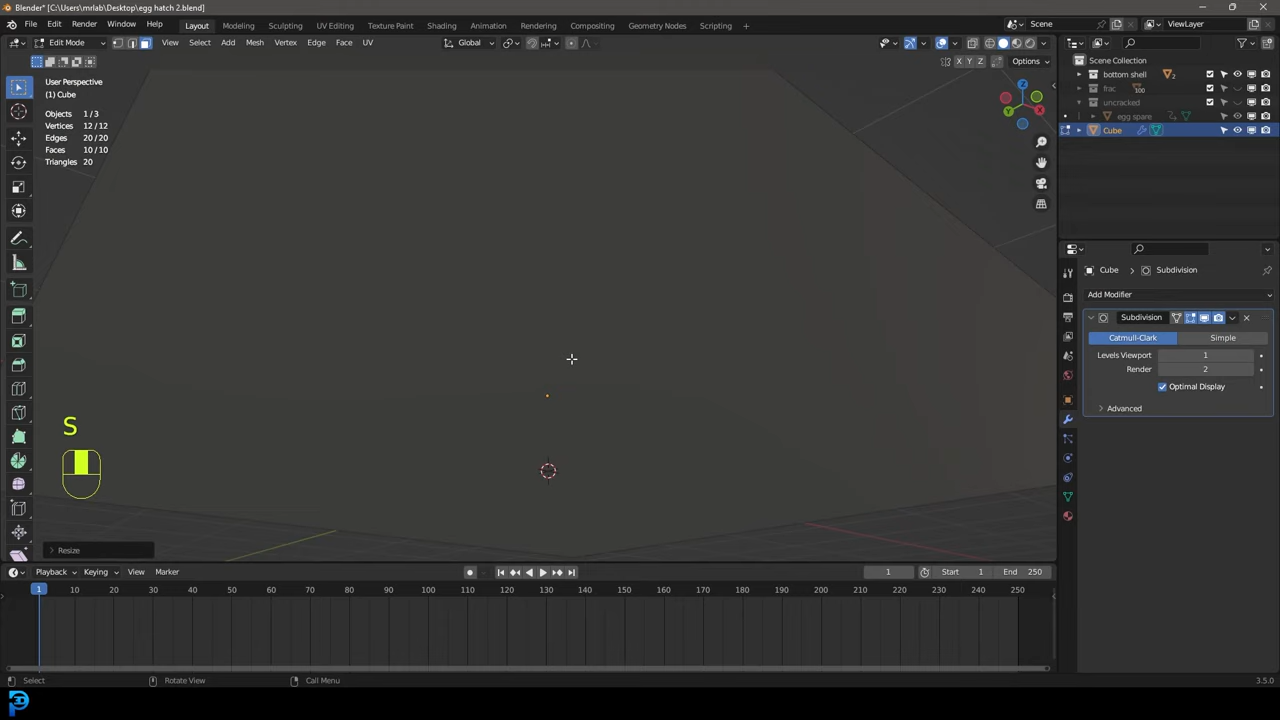 Blender* [C:\Users\mrlab\Desktop\egg hatch 2.blend]
File Edit Render Window Help Layout Modeling Sculpting UV Editing Texture Paint Shading Animation Rendering Compositing Geometry Nodes Scripting + Scene ViewLayer
Edit Mode View Select Add Mesh Vertex Edge Face UV Global
X Y Z Options
User Perspective
(1) Cube
Objects 1/3
Vertices 12/12
Edges 20/20
Faces 10/10
Triangles 20
Z
X
Y
Scene Collection
bottom shell 2
frac 100
uncracked
egg spare
Cube
Cube > Subdivision
Add Modifier
Subdivision
Catmull-Clark Simple
Levels Viewport 1
Render 2
Optimal Display
Advanced
S
Resize
Playback Keying View Marker 1 Start 1 End 250
1 10 20 30 40 50 60 70 80 90 100 110 120 130 140 150 160 170 180 190 200 210 220 230 240 250
Select Rotate View Call Menu 3.5.0